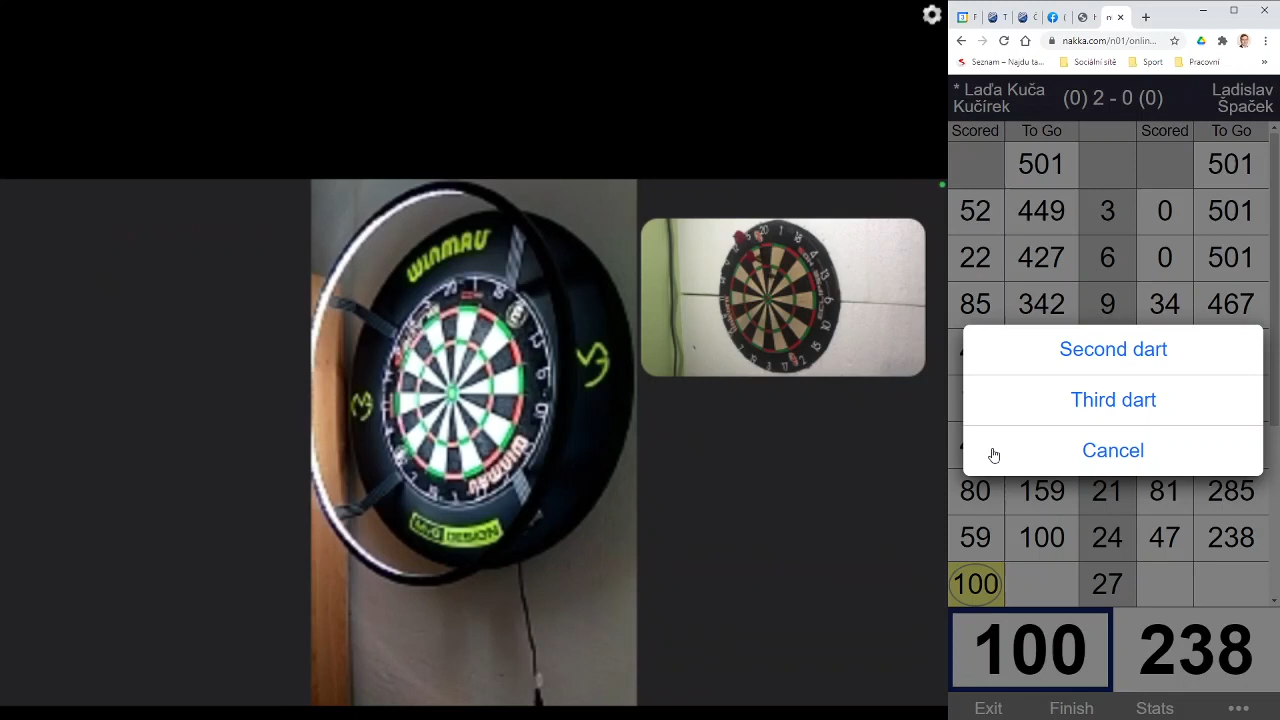 WINMAU
WINMAU
DESIGN
nakka.com/n01/onlin...
Seznam – Najdu ta...
Sociální sítě
Sport
Pracovní
* Laďa Kuča
Kučírek
(0) 2 - 0 (0)
Ladislav
Špaček
Scored To Go Scored To Go
501 501
52 449 3 0 501
22 427 6 0 501
85 342 9 34 467
Second dart
Third dart
Cancel
80 159 21 81 285
59 100 24 47 238
100 27
100 238
Exit Finish Stats •••